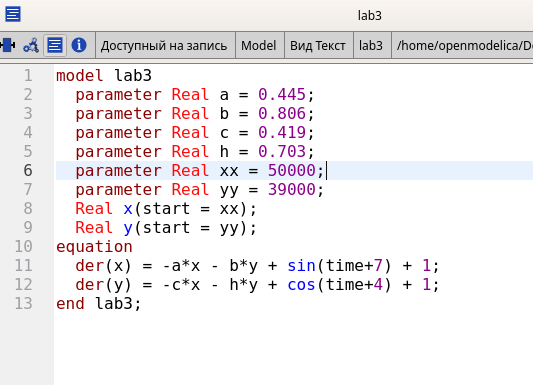 lab3
Доступный на запись Model Вид Текст lab3 /home/openmodelica/D
1 model lab3
2   parameter Real a = 0.445;
3   parameter Real b = 0.806;
4   parameter Real c = 0.419;
5   parameter Real h = 0.703;
6   parameter Real xx = 50000;
7   parameter Real yy = 39000;
8   Real x(start = xx);
9   Real y(start = yy);
10 equation
11   der(x) = -a*x - b*y + sin(time+7) + 1;
12   der(y) = -c*x - h*y + cos(time+4) + 1;
13 end lab3;